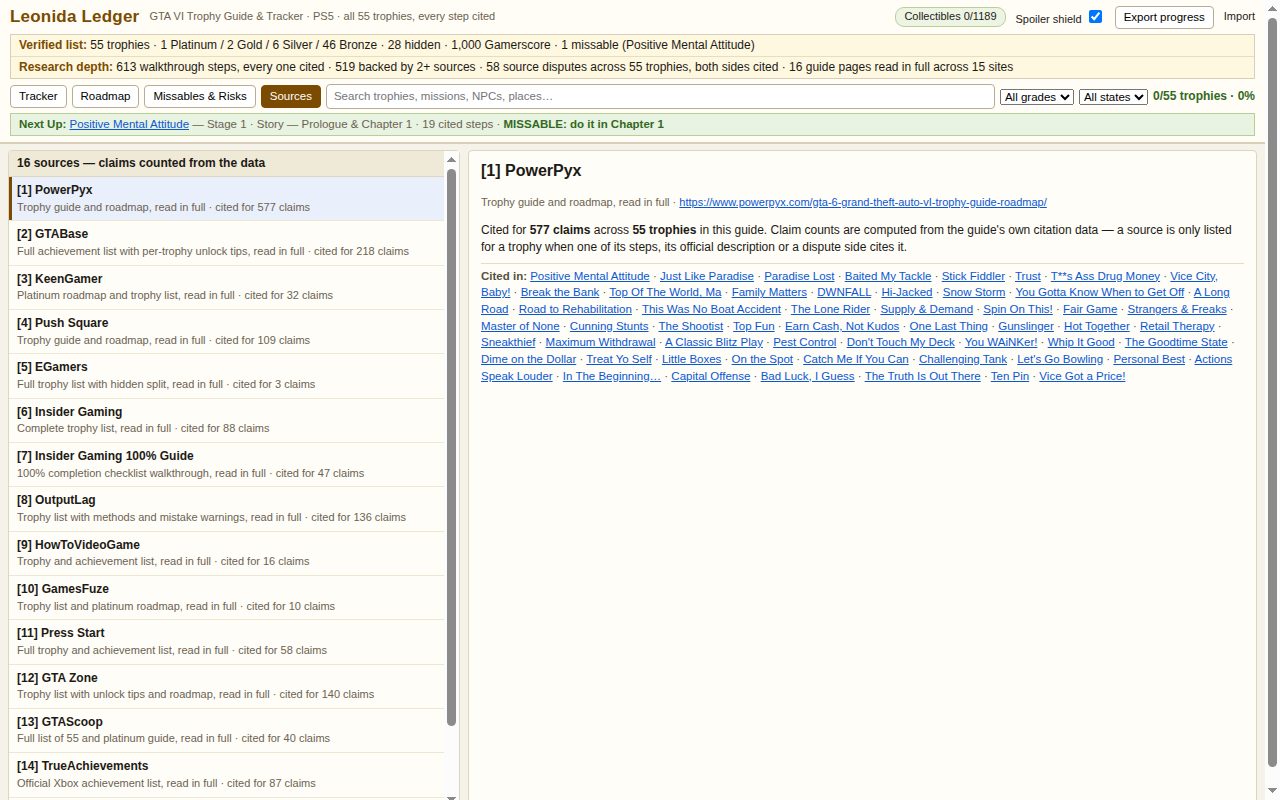 Leonida Ledger GTA VI Trophy Guide & Tracker · PS5 · all 55 trophies, every step cited Collectibles 0/1189 Spoiler shield Export progress Import
Verified list: 55 trophies · 1 Platinum / 2 Gold / 6 Silver / 46 Bronze · 28 hidden · 1,000 Gamerscore · 1 missable (Positive Mental Attitude)
Research depth: 613 walkthrough steps, every one cited · 519 backed by 2+ sources · 58 source disputes across 55 trophies, both sides cited · 16 guide pages read in full across 15 sites
Tracker Roadmap Missables & Risks Sources Search trophies, missions, NPCs, places… All grades All states 0/55 trophies · 0%
Next Up: Positive Mental Attitude — Stage 1 · Story — Prologue & Chapter 1 · 19 cited steps · MISSABLE: do it in Chapter 1
16 sources — claims counted from the data
[1] PowerPyx
Trophy guide and roadmap, read in full · cited for 577 claims
[2] GTABase
Full achievement list with per-trophy unlock tips, read in full · cited for 218 claims
[3] KeenGamer
Platinum roadmap and trophy list, read in full · cited for 32 claims
[4] Push Square
Trophy guide and roadmap, read in full · cited for 109 claims
[5] EGamers
Full trophy list with hidden split, read in full · cited for 3 claims
[6] Insider Gaming
Complete trophy list, read in full · cited for 88 claims
[7] Insider Gaming 100% Guide
100% completion checklist walkthrough, read in full · cited for 47 claims
[8] OutputLag
Trophy list with methods and mistake warnings, read in full · cited for 136 claims
[9] HowToVideoGame
Trophy and achievement list, read in full · cited for 16 claims
[10] GamesFuze
Trophy list and platinum roadmap, read in full · cited for 10 claims
[11] Press Start
Full trophy and achievement list, read in full · cited for 58 claims
[12] GTA Zone
Trophy list with unlock tips and roadmap, read in full · cited for 140 claims
[13] GTAScoop
Full list of 55 and platinum guide, read in full · cited for 40 claims
[14] TrueAchievements
Official Xbox achievement list, read in full · cited for 87 claims
[1] PowerPyx
Trophy guide and roadmap, read in full · https://www.powerpyx.com/gta-6-grand-theft-auto-vi-trophy-guide-roadmap/
Cited for 577 claims across 55 trophies in this guide. Claim counts are computed from the guide's own citation data — a source is only listed
for a trophy when one of its steps, its official description or a dispute side cites it.
Cited in: Positive Mental Attitude · Just Like Paradise · Paradise Lost · Baited My Tackle · Stick Fiddler · Trust · T**s Ass Drug Money · Vice City,
Baby! · Break the Bank · Top Of The World, Ma · Family Matters · DWNFALL · Hi-Jacked · Snow Storm · You Gotta Know When to Get Off · A Long
Road · Road to Rehabilitation · This Was No Boat Accident · The Lone Rider · Supply & Demand · Spin On This! · Fair Game · Strangers & Freaks ·
Master of None · Cunning Stunts · The Shootist · Top Fun · Earn Cash, Not Kudos · One Last Thing · Gunslinger · Hot Together · Retail Therapy ·
Sneakthief · Maximum Withdrawal · A Classic Blitz Play · Pest Control · Don't Touch My Deck · You WAiNKer! · Whip It Good · The Goodtime State ·
Dime on the Dollar · Treat Yo Self · Little Boxes · On the Spot · Catch Me If You Can · Challenging Tank · Let's Go Bowling · Personal Best · Actions
Speak Louder · In The Beginning… · Capital Offense · Bad Luck, I Guess · The Truth Is Out There · Ten Pin · Vice Got a Price!